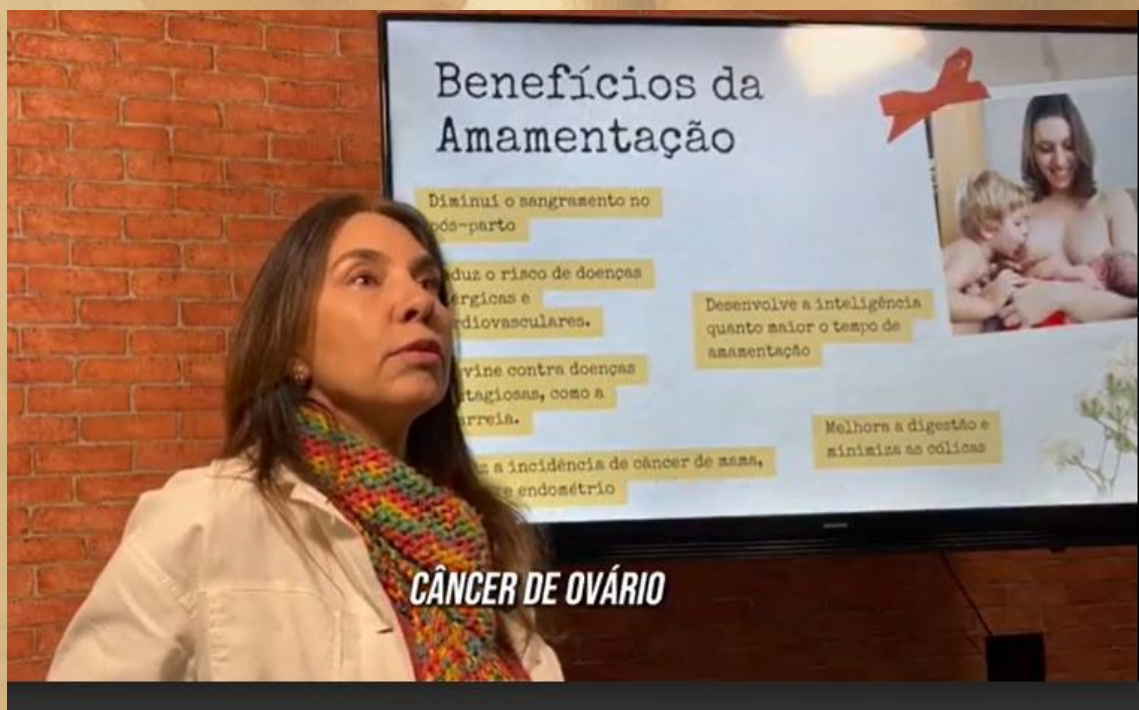 Benefícios da
Amamentação
Diminui o sangramento no
pós-parto
duz o risco de doenças
érgicas e
rdiovasculares.
vine contra doenças
tagiosas, como a
rreia.
z a incidência de câncer de mama,
e endométrio
Desenvolve a inteligência
quanto maior o tempo de
amamentação
Melhora a digestão e
minimiza as cólicas
CÂNCER DE OVÁRIO